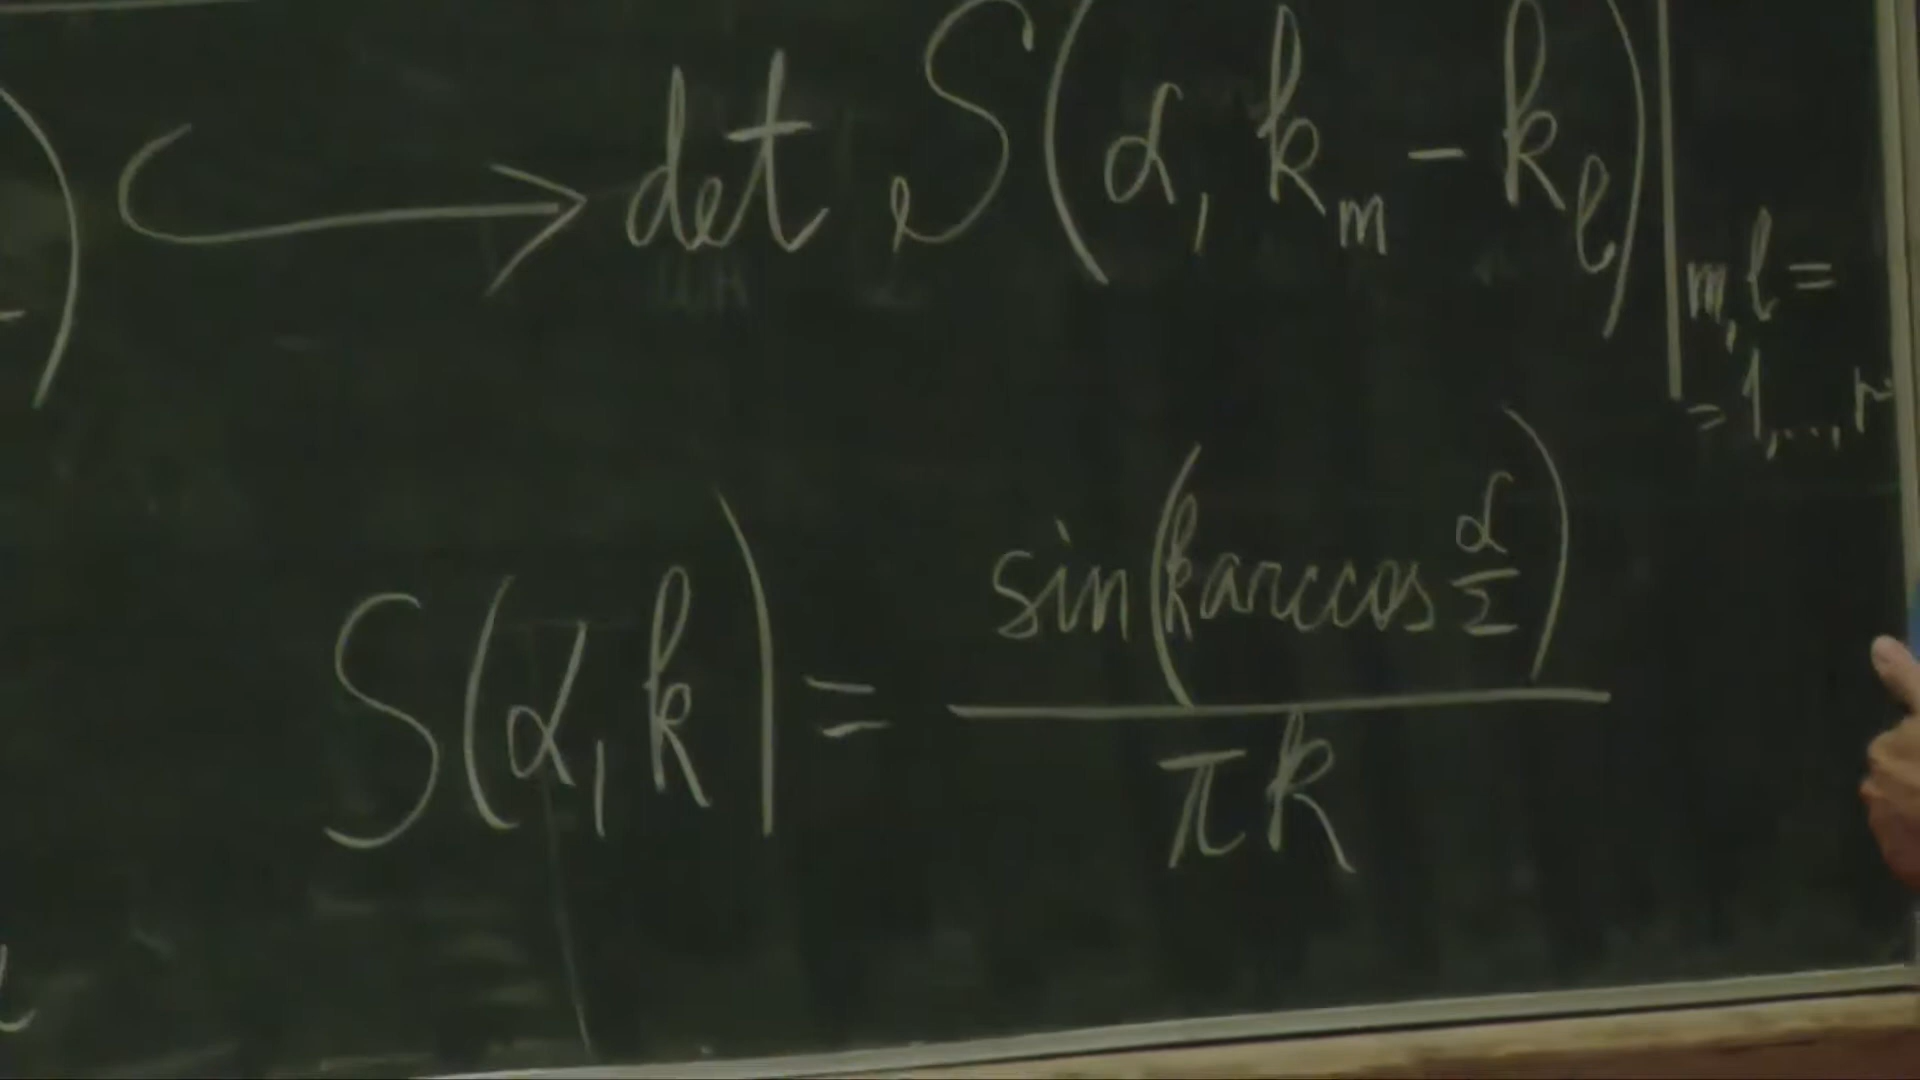 ) ↪ det S(α, k_m − k_l) |_{m,l=
=1,...,
S(α, k) = sin(k arccos α/2) / πk